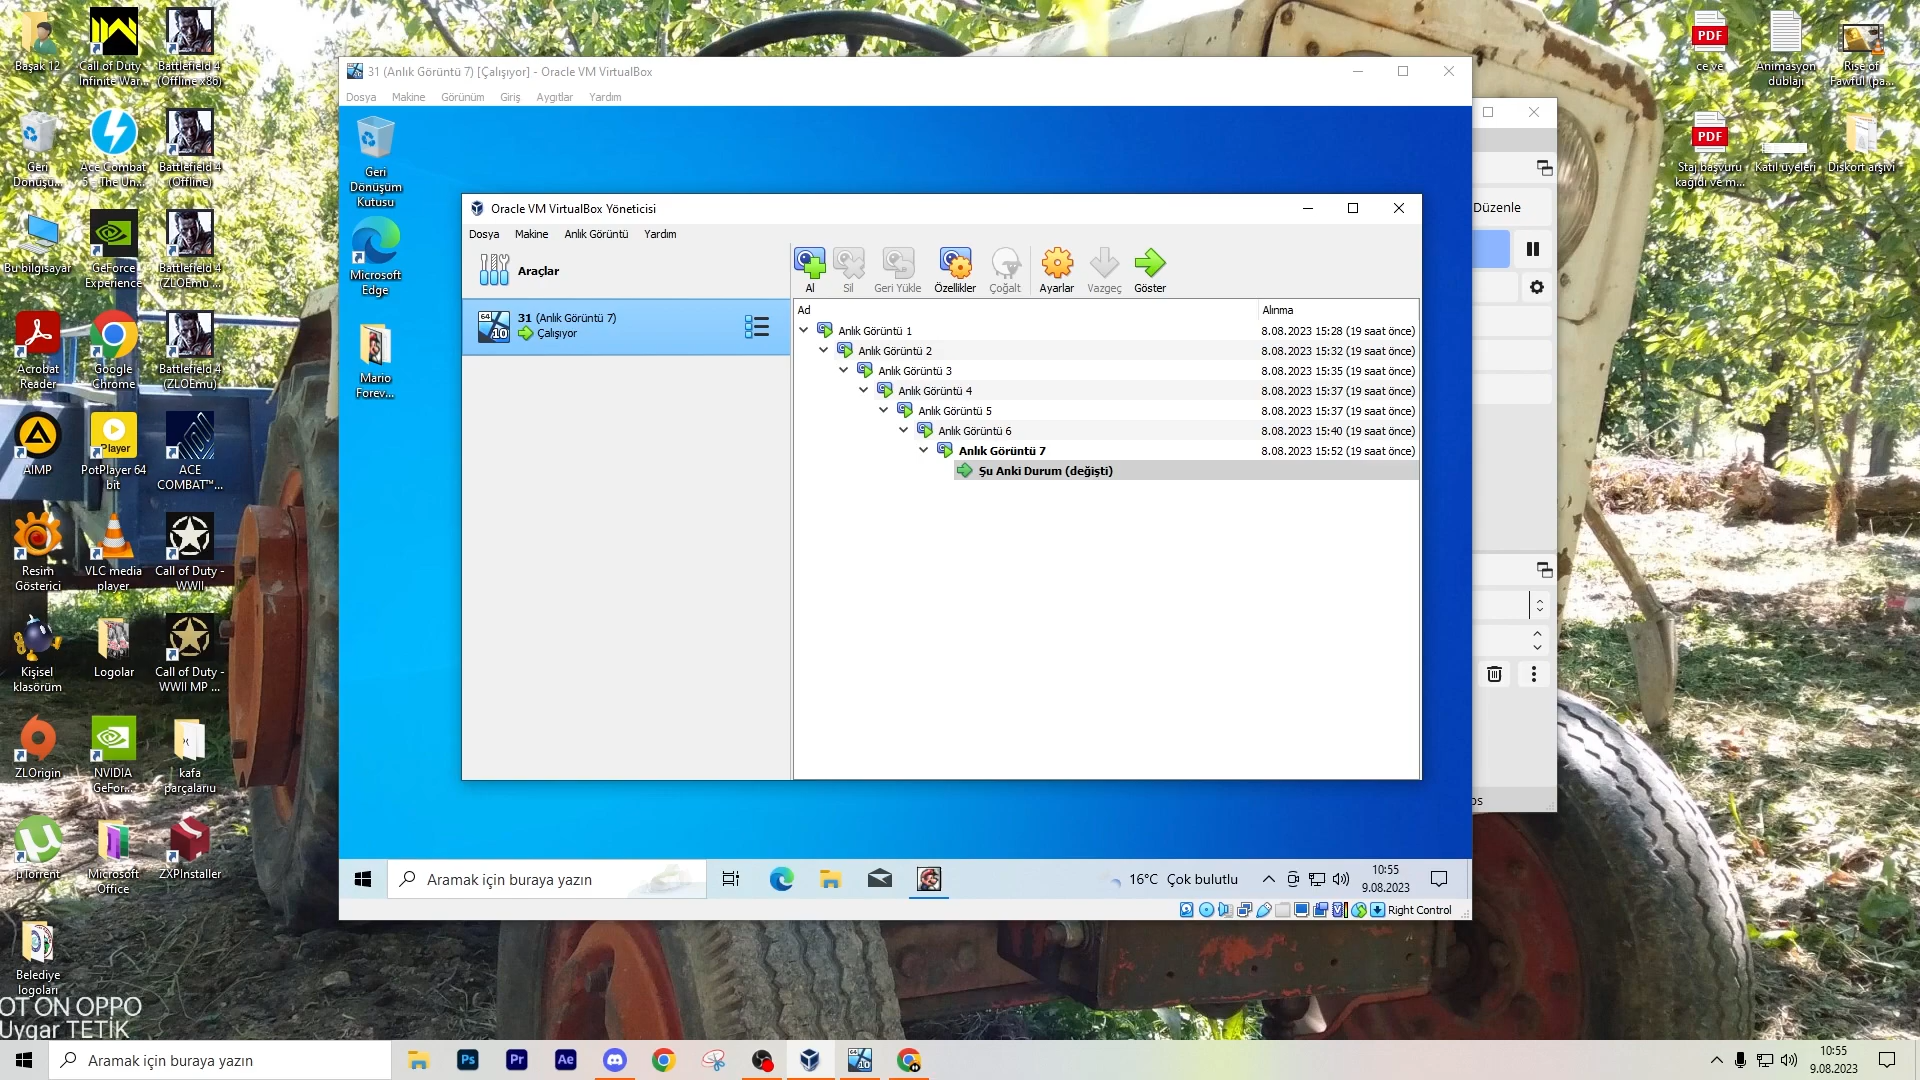 Başak 12
Call of Duty Infinite War...
Battlefield 4 (Offline x86)
Geri Dönüşü...
Ace Combat 5 - The Un...
Battlefield 4 (Offline)
Bu bilgisayar
GeForce Experience
Battlefield 4 (ZLOEmu ...
Acrobat Reader
Google Chrome
Battlefield 4 (ZLOEmu)
AIMP
Player
PotPlayer 64 bit
ACE COMBAT™...
Resim Gösterici
VLC media player
Call of Duty - WWII
Kişisel klasörüm
Logolar
Call of Duty - WWII MP ...
ZLOrigin
NVIDIA GeFor...
kafa parçalarıu
µTorrent
Microsoft Office
ZXPInstaller
Belediye logoları
OT ON OPPO
Uygar TETİK
31 (Anlık Görüntü 7) [Çalışıyor] - Oracle VM VirtualBox
Dosya Makine Görünüm Giriş Aygıtlar Yardım
Geri Dönüşüm Kutusu
Microsoft Edge
Mario Forev...
Oracle VM VirtualBox Yöneticisi
Dosya Makine Anlık Görüntü Yardım
Araçlar
64
10
31 (Anlık Görüntü 7)
Çalışıyor
Al Sil Geri Yükle Özellikler Çoğalt Ayarlar Vazgeç Göster
Ad Alınma
Anlık Görüntü 1 8.08.2023 15:28 (19 saat önce)
Anlık Görüntü 2 8.08.2023 15:32 (19 saat önce)
Anlık Görüntü 3 8.08.2023 15:35 (19 saat önce)
Anlık Görüntü 4 8.08.2023 15:37 (19 saat önce)
Anlık Görüntü 5 8.08.2023 15:37 (19 saat önce)
Anlık Görüntü 6 8.08.2023 15:40 (19 saat önce)
Anlık Görüntü 7 8.08.2023 15:52 (19 saat önce)
Şu Anki Durum (değişti)
Aramak için buraya yazın
16°C Çok bulutlu
10:55
9.08.2023
Right Control
Düzenle
PDF
ce ve
Animasyon dublajı
Rise of Fawful (pa...
PDF
Staj başvuru kağıdı ve m...
Katıl üyeleri
Diskort arşivi
Aramak için buraya yazın
Ps Pr Ae
10:55
9.08.2023